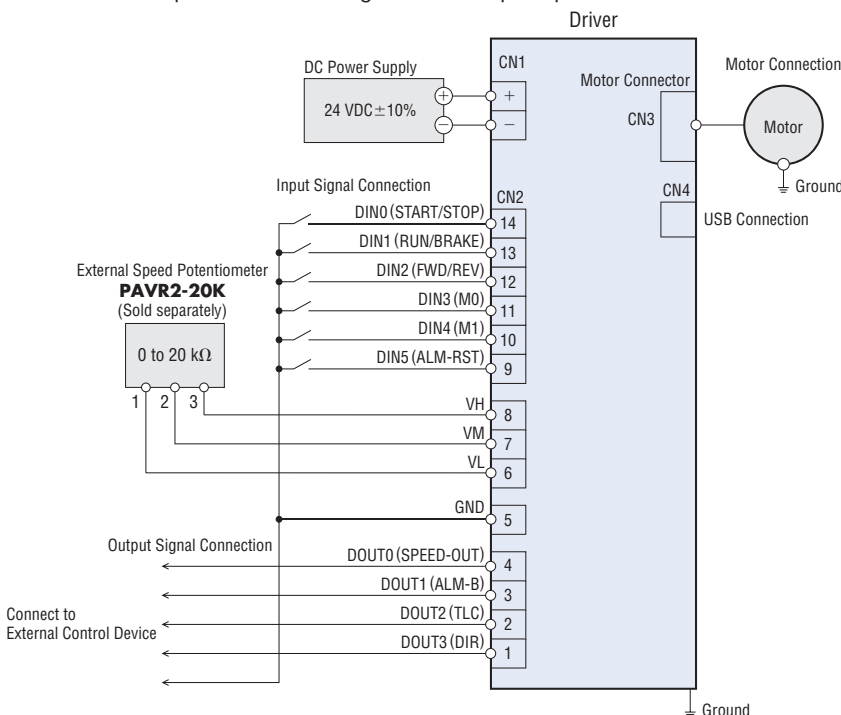 Driver
DC Power Supply
24 VDC±10%
+
−
CN1
+
−
Motor Connector
CN3
Motor Connection
Motor
Ground
CN4
USB Connection
Input Signal Connection
CN2
DIN0 (START/STOP) 14
DIN1 (RUN/BRAKE) 13
DIN2 (FWD/REV) 12
DIN3 (M0) 11
DIN4 (M1) 10
DIN5 (ALM-RST) 9
External Speed Potentiometer
PAVR2-20K
(Sold separately)
0 to 20 kΩ
1 2 3
VH 8
VM 7
VL 6
GND 5
Output Signal Connection
DOUT0 (SPEED-OUT) 4
DOUT1 (ALM-B) 3
DOUT2 (TLC) 2
DOUT3 (DIR) 1
Connect to
External Control Device
Ground